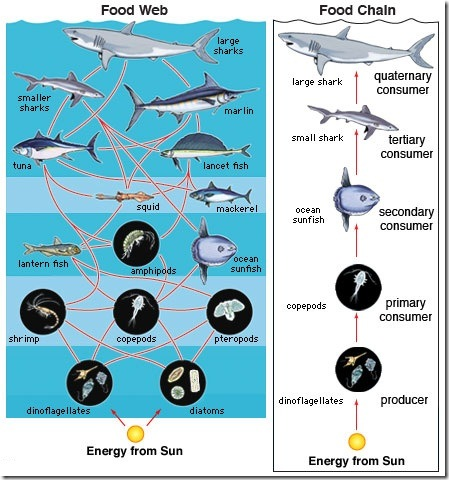 Food Web
large
sharks
smaller
sharks
marlin
tuna
lancet fish
squid
mackerel
lantern fish
amphipods
ocean
sunfish
shrimp
copepods
pteropods
dinoflagellates
diatoms
Energy from Sun
Food Chain
large shark
quaternary
consumer
small shark
tertiary
consumer
ocean
sunfish
secondary
consumer
copepods
primary
consumer
dinoflagellates
producer
Energy from Sun